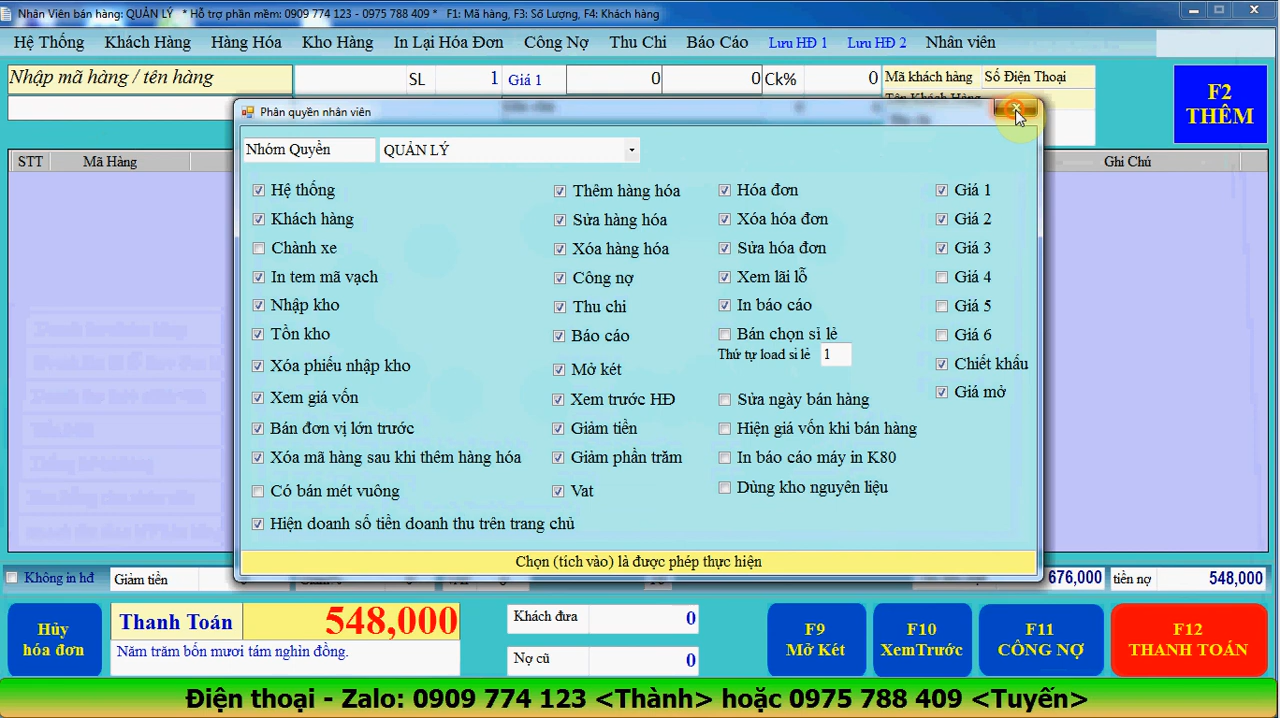 Nhân Viên bán hàng: QUẢN LÝ * Hỗ trợ phần mềm: 0909 774 123 - 0975 788 409 * F1: Mã hàng, F3: Số Lượng, F4: Khách hàng
Hệ Thống Khách Hàng Hàng Hóa Kho Hàng In Lại Hóa Đơn Công Nợ Thu Chi Báo Cáo Lưu HĐ 1 Lưu HĐ 2 Nhân viên
Nhập mã hàng / tên hàng SL 1 Giá 1 0 0 Ck% 0 Mã khách hàng Số Điện Thoại
Tên Khách Hàng
F2
THÊM
Phân quyền nhân viên
STT Mã Hàng Ghi Chú
Nhóm Quyền QUẢN LÝ
Hệ thống Thêm hàng hóa Hóa đơn Giá 1
Khách hàng Sửa hàng hóa Xóa hóa đơn Giá 2
Chành xe Xóa hàng hóa Sửa hóa đơn Giá 3
In tem mã vạch Công nợ Xem lãi lỗ Giá 4
Nhập kho Thu chi In báo cáo Giá 5
Tồn kho Báo cáo Bán chọn sỉ lẻ Giá 6
Thứ tự load sỉ lẻ 1
Xóa phiếu nhập kho Mở két Chiết khấu
Xem giá vốn Xem trước HĐ Sửa ngày bán hàng Giá mở
Bán đơn vị lớn trước Giảm tiền Hiện giá vốn khi bán hàng
Xóa mã hàng sau khi thêm hàng hóa Giảm phần trăm In báo cáo máy in K80
Có bán mét vuông Vat Dùng kho nguyên liệu
Hiện doanh số tiền doanh thu trên trang chủ
Chọn (tích vào) là được phép thực hiện
Không in hđ Giảm tiền 676,000 tiền nợ 548,000
Hủy
hóa đơn
Thanh Toán 548,000
Năm trăm bốn mươi tám nghìn đồng.
Khách đưa 0
Nợ cũ 0
F9
Mở Két
F10
XemTrước
F11
CÔNG NỢ
F12
THANH TOÁN
Điện thoại - Zalo: 0909 774 123 <Thành> hoặc 0975 788 409 <Tuyến>